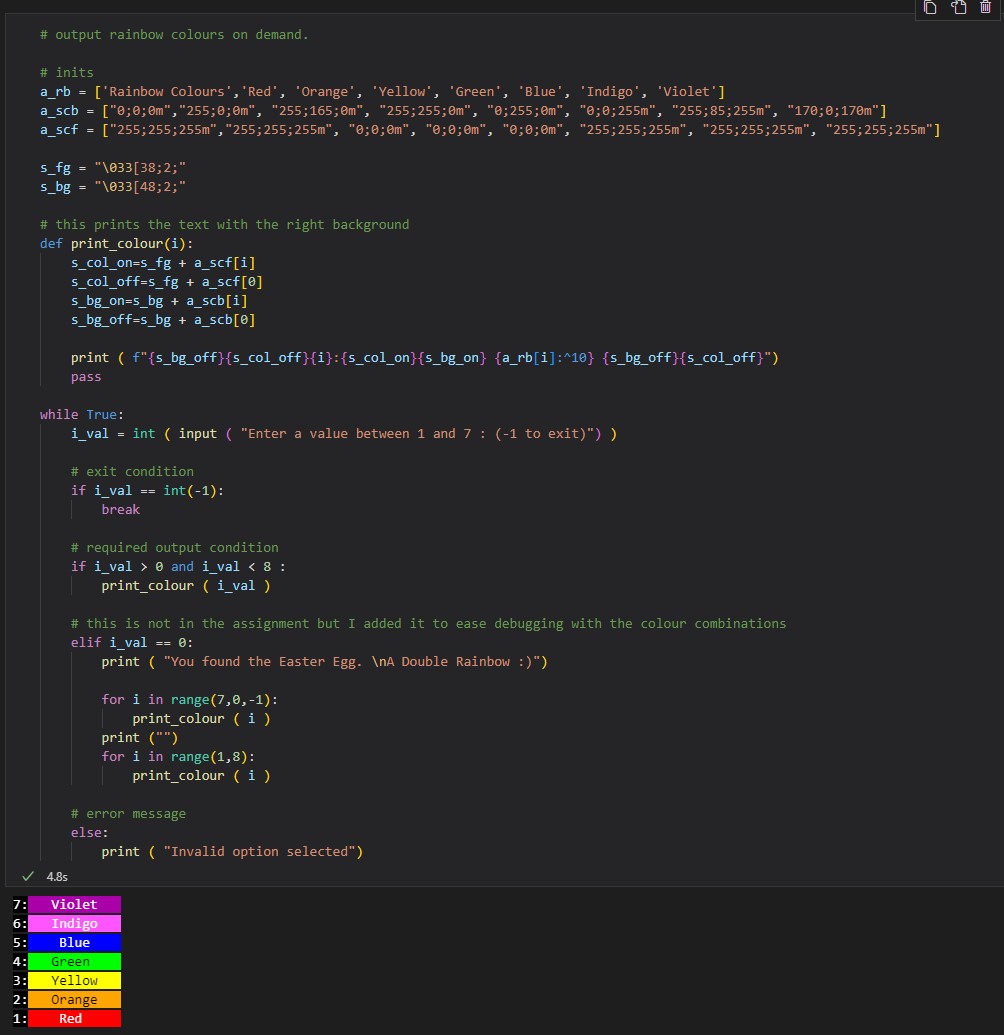 # output rainbow colours on demand.
# inits
a_rb = ['Rainbow Colours','Red', 'Orange', 'Yellow', 'Green', 'Blue', 'Indigo', 'Violet']
a_scb = ["0;0;0m","255;0;0m", "255;165;0m", "255;255;0m", "0;255;0m", "0;0;255m", "255;85;255m", "170;0;170m"]
a_scf = ["255;255;255m","255;255;255m", "0;0;0m", "0;0;0m", "0;0;0m", "255;255;255m", "255;255;255m", "255;255;255m"]
s_fg = "\033[38;2;"
s_bg = "\033[48;2;"
# this prints the text with the right background
def print_colour(i):
    s_col_on=s_fg + a_scf[i]
    s_col_off=s_fg + a_scf[0]
    s_bg_on=s_bg + a_scb[i]
    s_bg_off=s_bg + a_scb[0]
    print ( f"{s_bg_off}{s_col_off}{i}:{s_col_on}{s_bg_on} {a_rb[i]:^10} {s_bg_off}{s_col_off}")
    pass
while True:
    i_val = int ( input ( "Enter a value between 1 and 7 : (-1 to exit)") )
    # exit condition
    if i_val == int(-1):
        break
    # required output condition
    if i_val > 0 and i_val < 8 :
        print_colour ( i_val )
    # this is not in the assignment but I added it to ease debugging with the colour combinations
    elif i_val == 0:
        print ( "You found the Easter Egg. \nA Double Rainbow :)")
        for i in range(7,0,-1):
            print_colour ( i )
        print ("")
        for i in range(1,8):
            print_colour ( i )
    # error message
    else:
        print ( "Invalid option selected")
4.8s
7: Violet
6: Indigo
5: Blue
4: Green
3: Yellow
2: Orange
1: Red